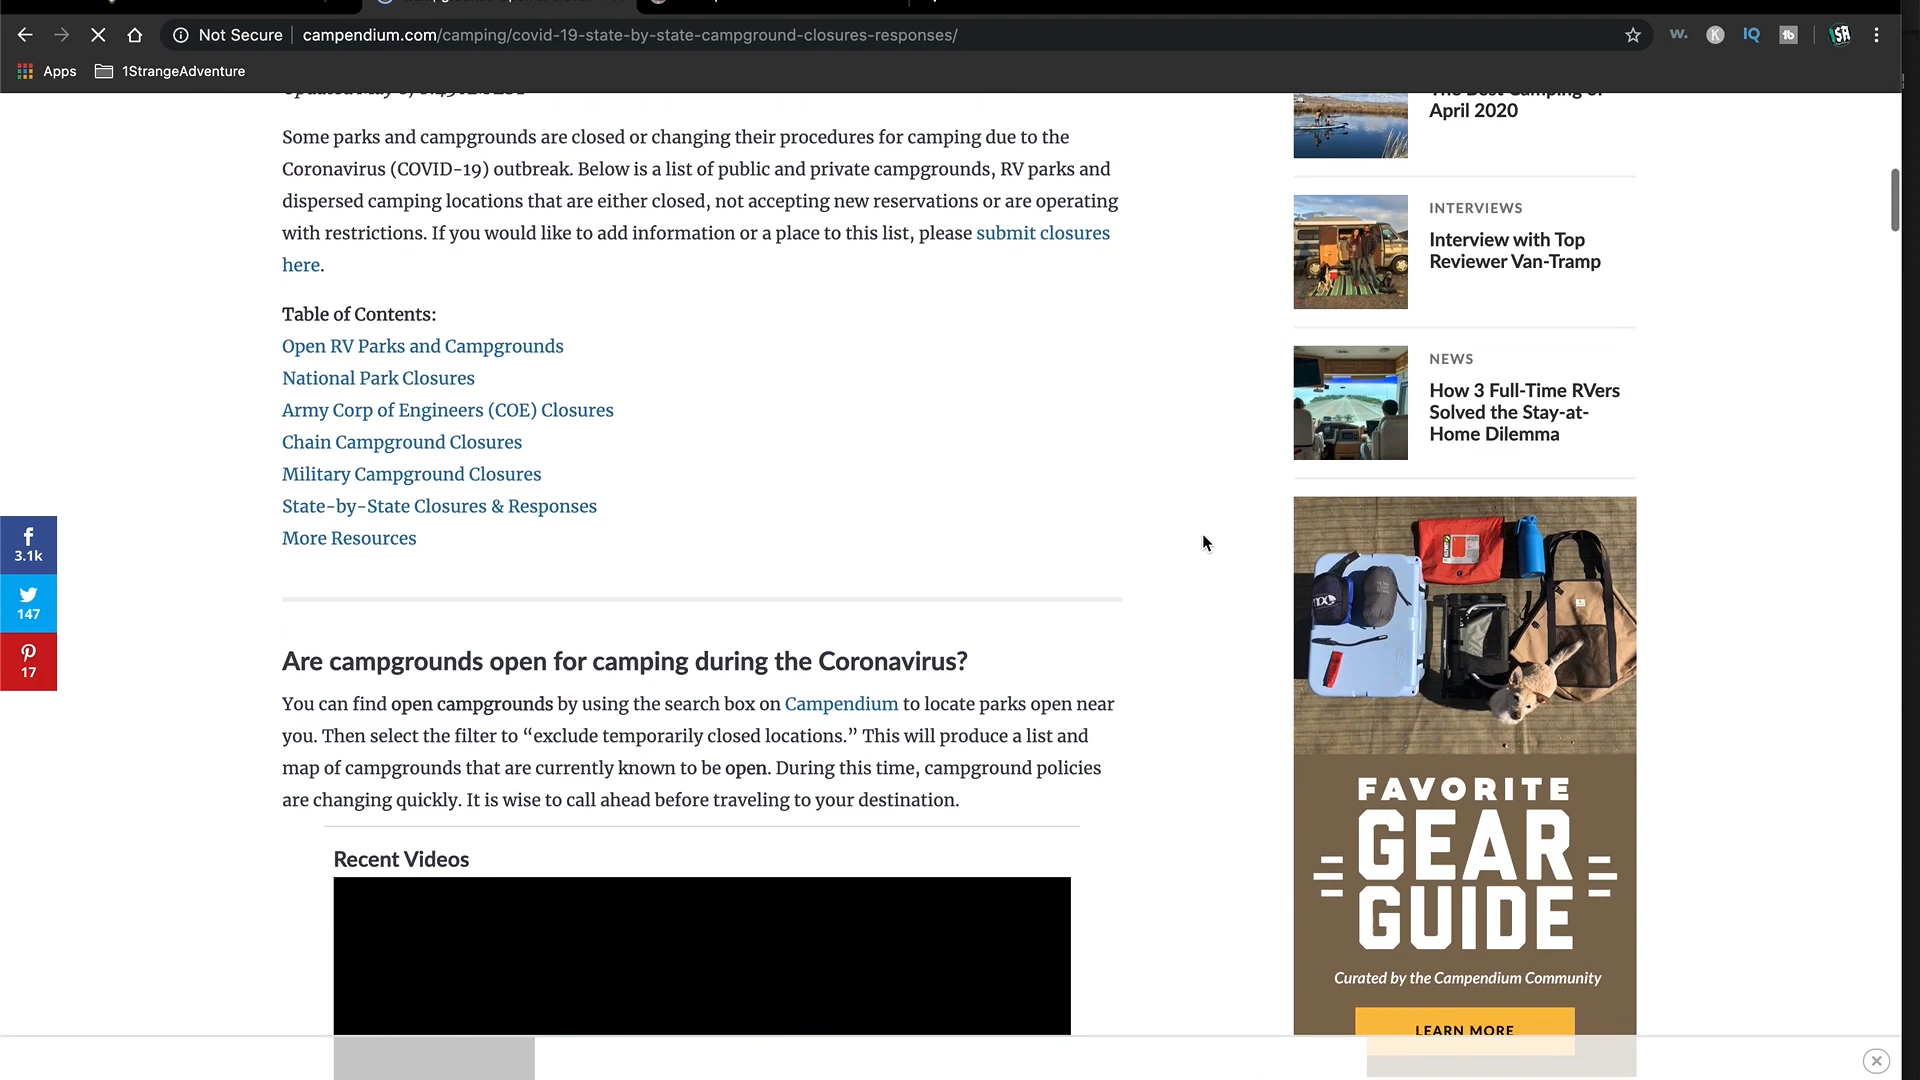 Not Secure
campendium.com/camping/covid-19-state-by-state-campground-closures-responses/
W.
K
IQ
tb
1SA
Apps
1StrangeAdventure
Some parks and campgrounds are closed or changing their procedures for camping due to the
Coronavirus (COVID-19) outbreak. Below is a list of public and private campgrounds, RV parks and
dispersed camping locations that are either closed, not accepting new reservations or are operating
with restrictions. If you would like to add information or a place to this list, please submit closures
here.
Table of Contents:
Open RV Parks and Campgrounds
National Park Closures
Army Corp of Engineers (COE) Closures
Chain Campground Closures
Military Campground Closures
State-by-State Closures & Responses
More Resources
3.1k
147
17
Are campgrounds open for camping during the Coronavirus?
You can find open campgrounds by using the search box on Campendium to locate parks open near
you. Then select the filter to “exclude temporarily closed locations.” This will produce a list and
map of campgrounds that are currently known to be open. During this time, campground policies
are changing quickly. It is wise to call ahead before traveling to your destination.
Recent Videos
The Best Camping of
April 2020
INTERVIEWS
Interview with Top
Reviewer Van-Tramp
NEWS
How 3 Full-Time RVers
Solved the Stay-at-
Home Dilemma
FAVORITE
GEAR
GUIDE
Curated by the Campendium Community
LEARN MORE